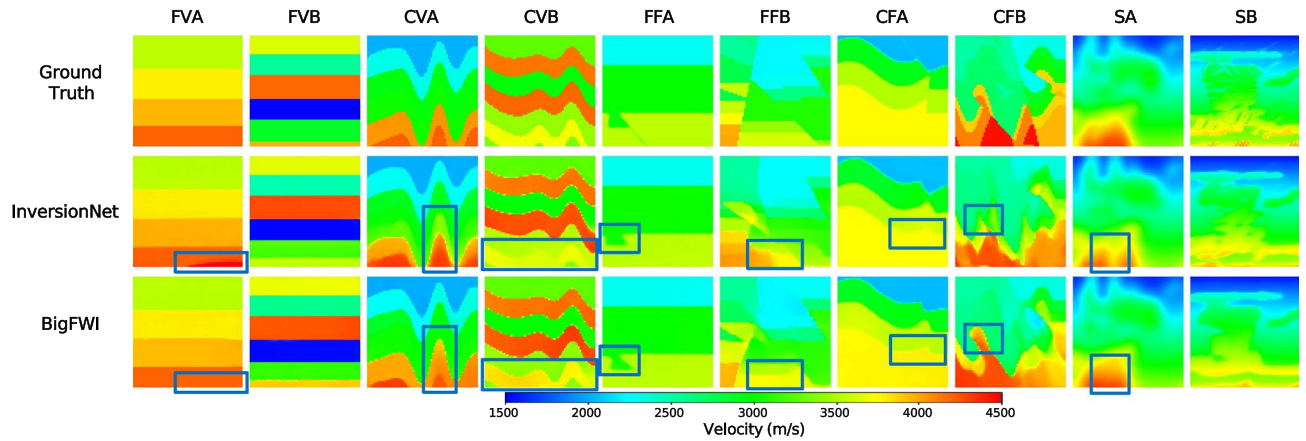 FVA FVB CVA CVB FFA FFB CFA CFB SA SB
Ground
Truth
InversionNet
BigFWI
1500 2000 2500 3000 3500 4000 4500
Velocity (m/s)